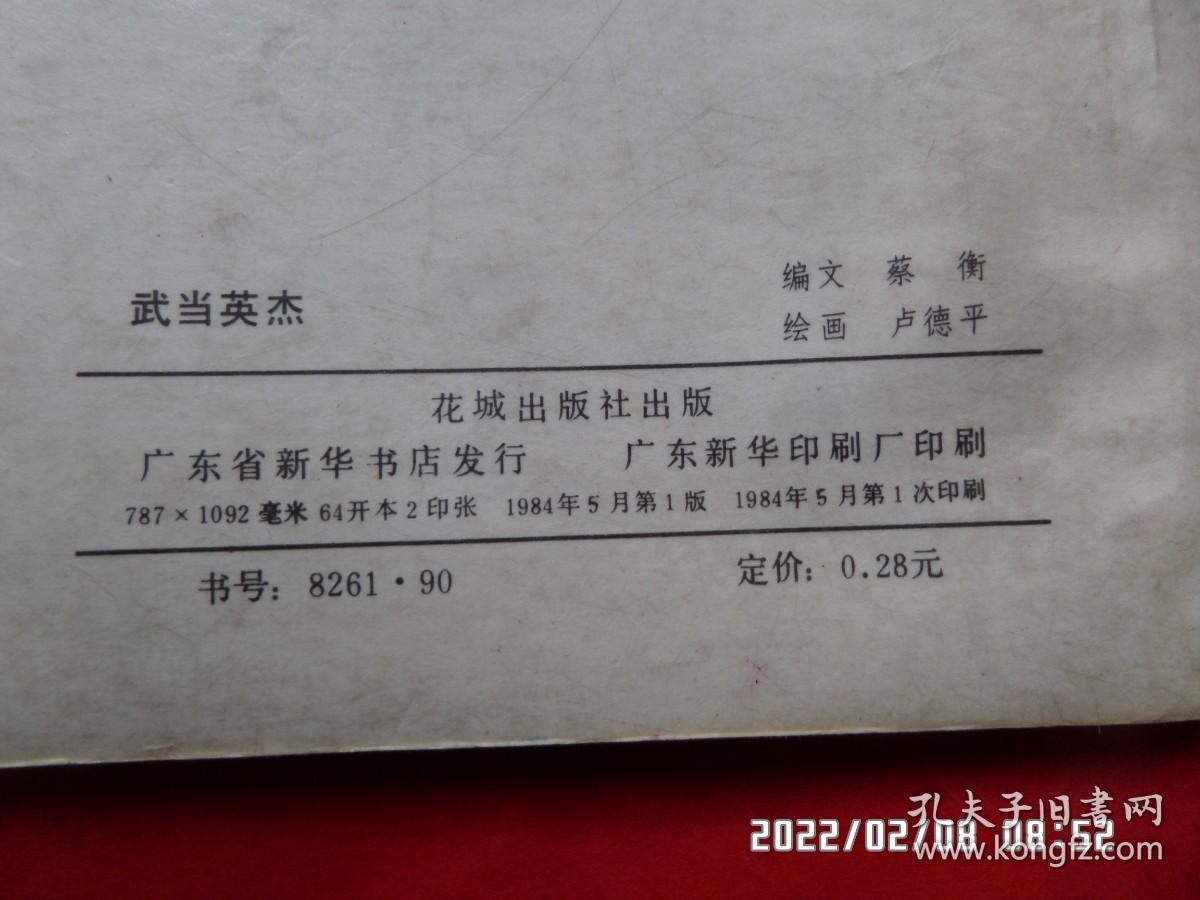 武当英杰
编文 蔡 衡
绘画 卢德平
花城出版社出版
广东省新华书店发行 广东新华印刷厂印刷
787×1092毫米 64开本 2印张 1984年5月第1版 1984年5月第1次印刷
书号：8261·90 定价：0.28元
孔夫子旧書网
2022/02/08 08:52
www.kongfz.com